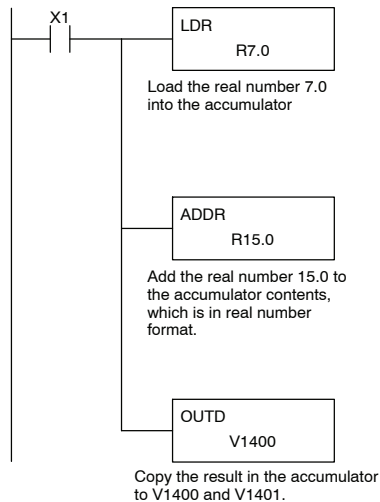 X1
LDR
R7.0
Load the real number 7.0
into the accumulator
ADDR
R15.0
Add the real number 15.0 to
the accumulator contents,
which is in real number
format.
OUTD
V1400
Copy the result in the accumulator
to V1400 and V1401.